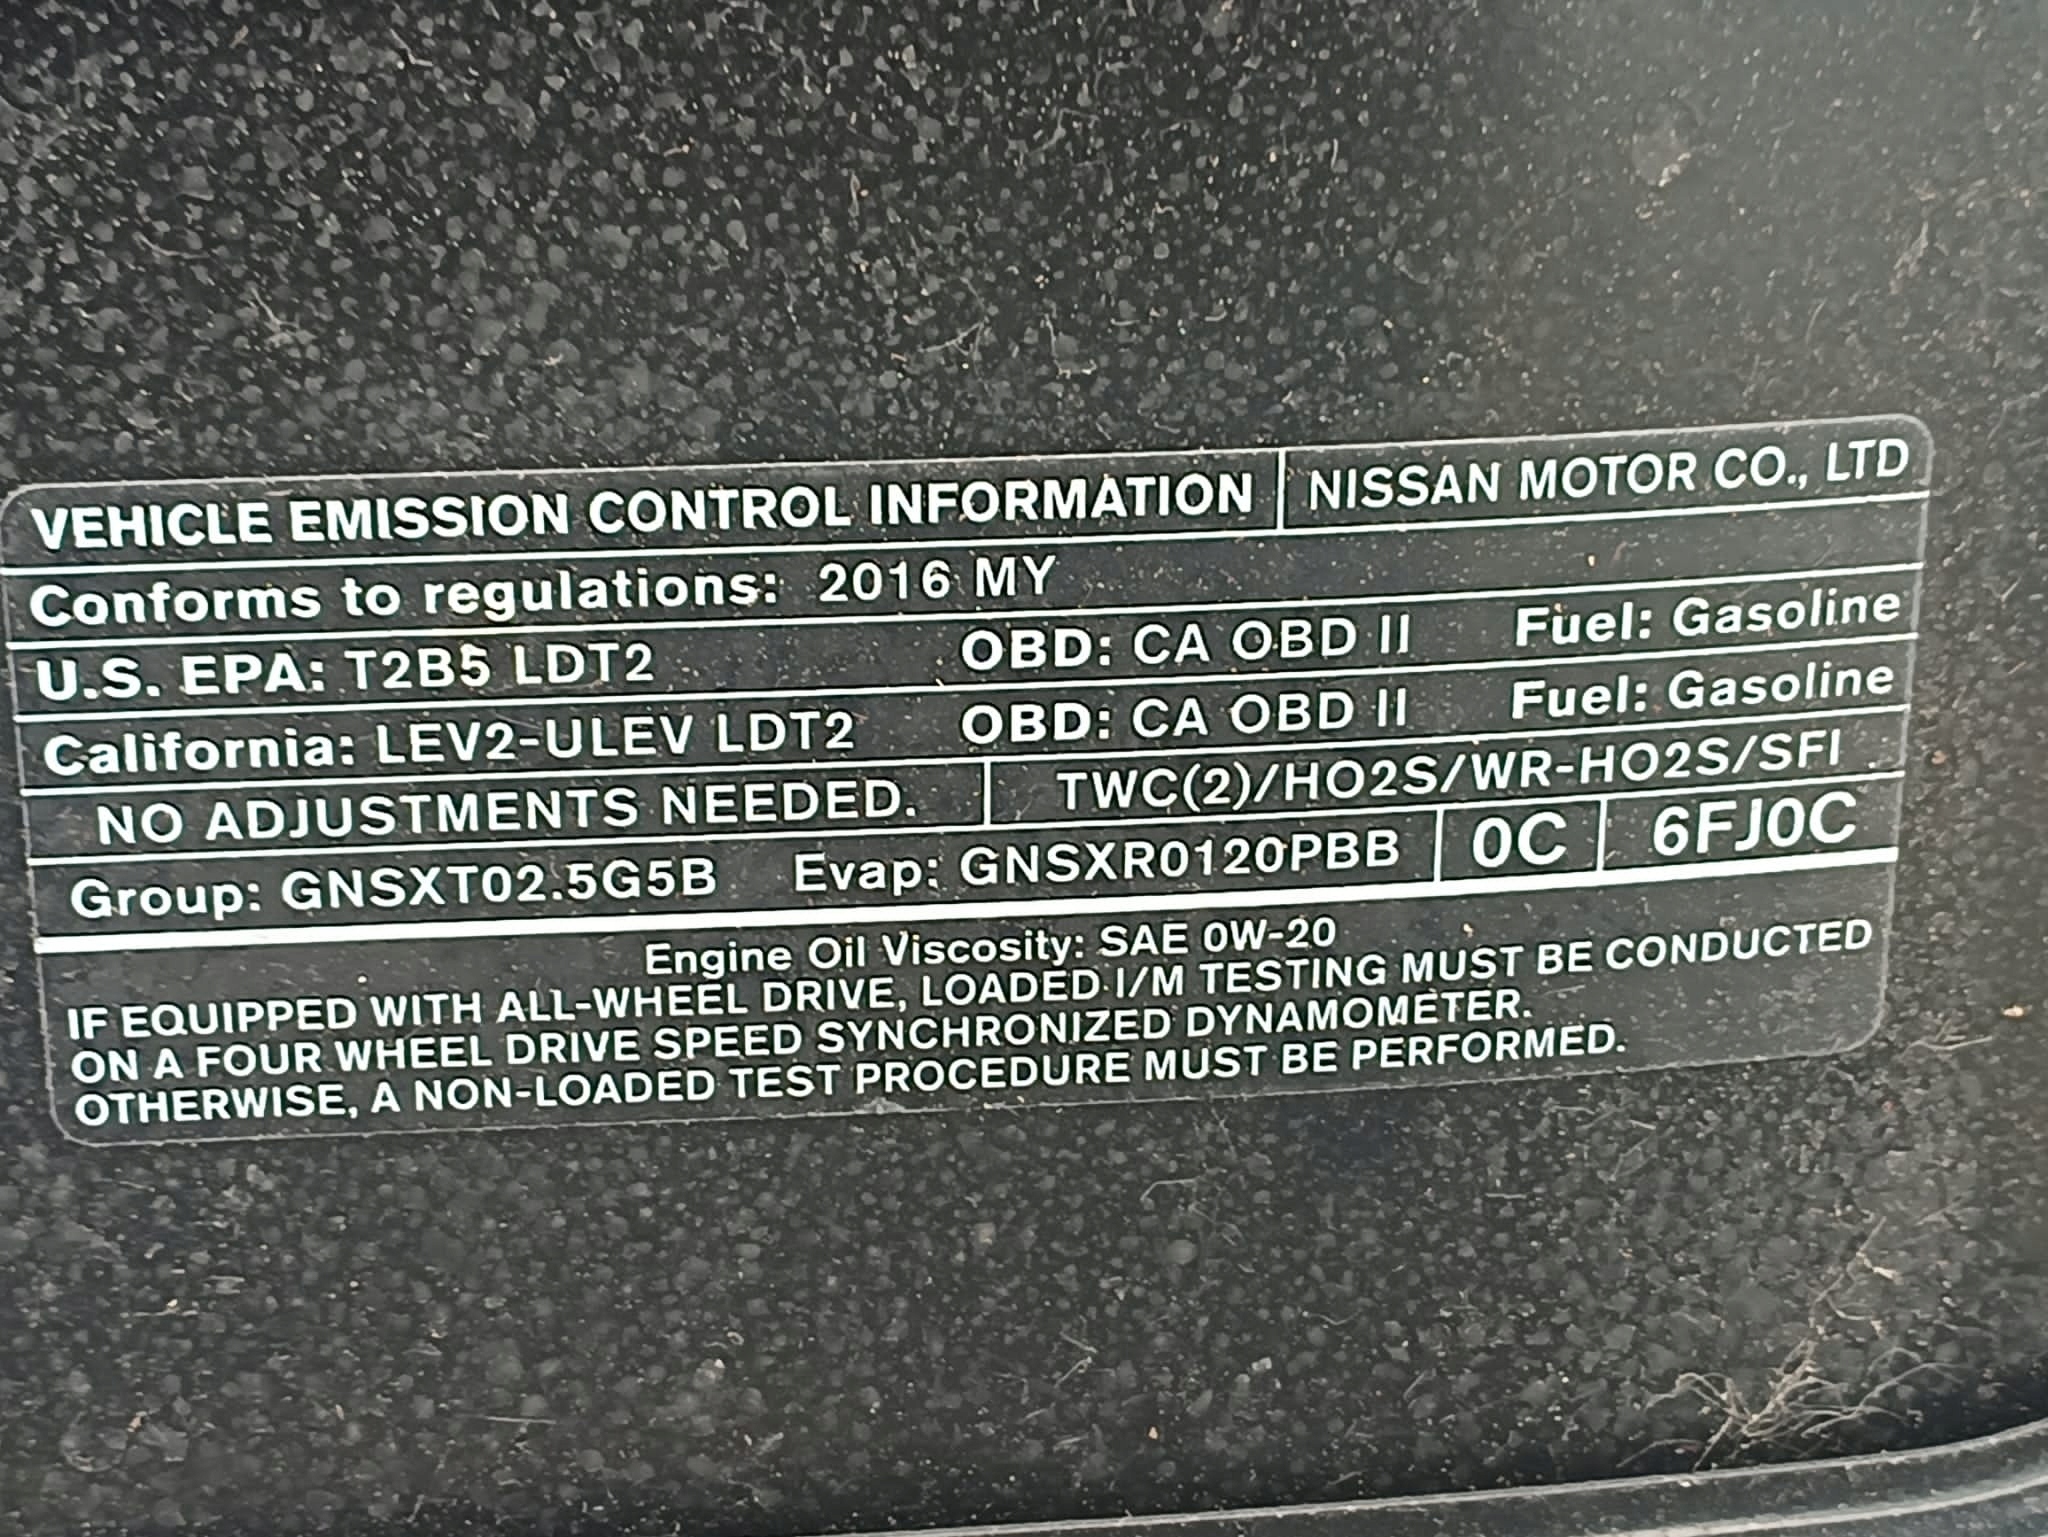 VEHICLE EMISSION CONTROL INFORMATION NISSAN MOTOR CO., LTD
Conforms to regulations: 2016 MY
U.S. EPA: T2B5 LDT2 OBD: CA OBD II Fuel: Gasoline
California: LEV2-ULEV LDT2 OBD: CA OBD II Fuel: Gasoline
NO ADJUSTMENTS NEEDED. TWC(2)/HO2S/WR-HO2S/SFI
Group: GNSXT02.5G5B Evap: GNSXR0120PBB 0C 6FJ0C
Engine Oil Viscosity: SAE 0W-20
IF EQUIPPED WITH ALL-WHEEL DRIVE, LOADED I/M TESTING MUST BE CONDUCTED
ON A FOUR WHEEL DRIVE SPEED SYNCHRONIZED DYNAMOMETER.
OTHERWISE, A NON-LOADED TEST PROCEDURE MUST BE PERFORMED.